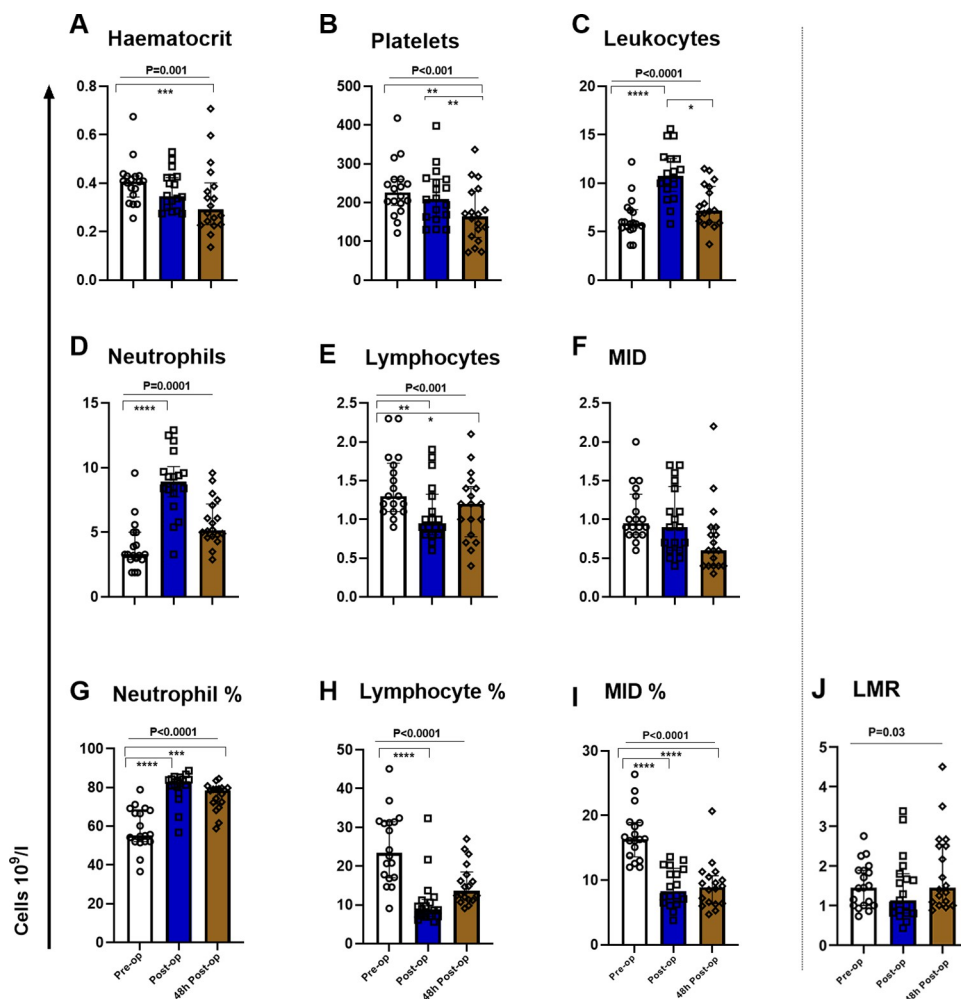 A Haematocrit
P=0.001
***
0.8
0.6
0.4
0.2
0.0
B Platelets
P<0.001
**
**
500
400
300
200
100
0
C Leukocytes
P<0.0001
****
*
20
15
10
5
0
D Neutrophils
P=0.0001
****
15
10
5
0
E Lymphocytes
P<0.001
**
*
2.5
2.0
1.5
1.0
0.5
0.0
F MID
2.5
2.0
1.5
1.0
0.5
0.0
G Neutrophil %
P<0.0001
***
****
100
80
60
40
20
0
Pre-op
Post-op
48h Post-op
H Lymphocyte %
P<0.0001
****
50
40
30
20
10
0
Pre-op
Post-op
48h Post-op
I MID %
P<0.0001
****
****
30
20
10
0
Pre-op
Post-op
48h Post-op
J LMR
P=0.03
5
4
3
2
1
0
Pre-op
Post-op
48h Post-op
Cells 10⁹/l